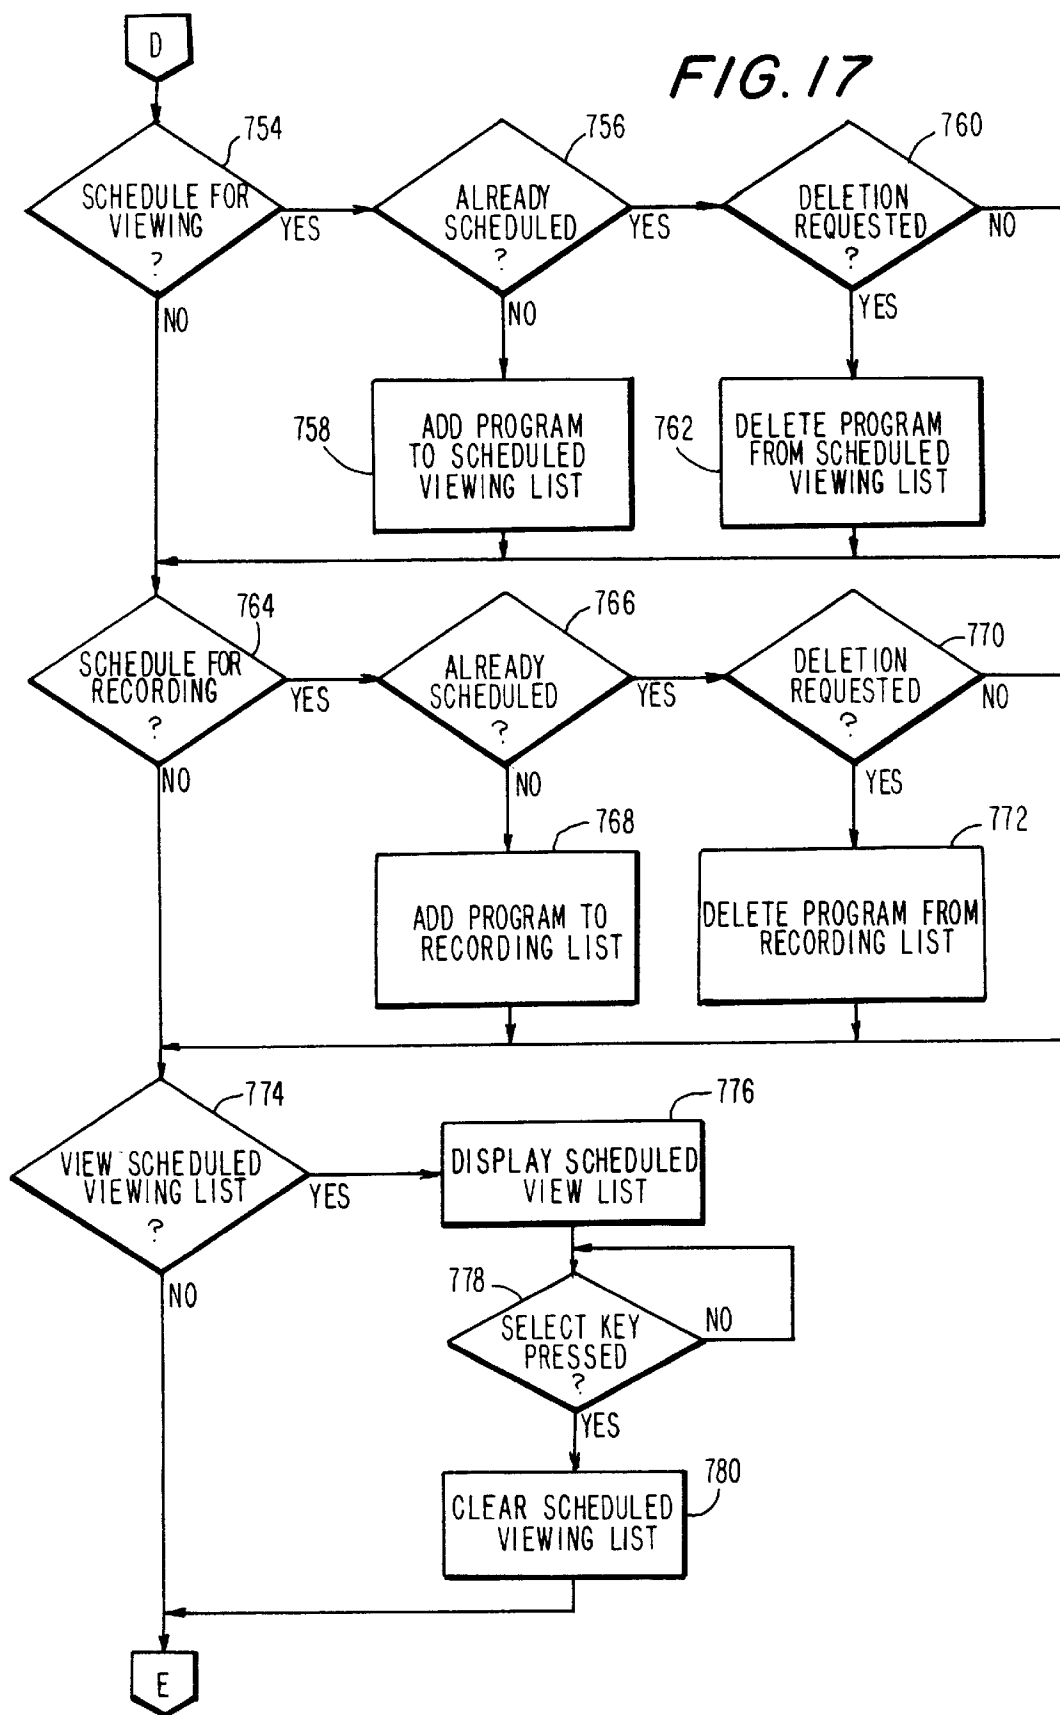 D
FIG. 17
754
SCHEDULE FOR
VIEWING
?
YES
NO
756
ALREADY
SCHEDULED
?
YES
NO
760
DELETION
REQUESTED
?
NO
YES
758
ADD PROGRAM
TO SCHEDULED
VIEWING LIST
762
DELETE PROGRAM
FROM SCHEDULED
VIEWING LIST
764
SCHEDULE FOR
RECORDING
?
YES
NO
766
ALREADY
SCHEDULED
?
YES
NO
770
DELETION
REQUESTED
?
NO
YES
768
ADD PROGRAM TO
RECORDING LIST
772
DELETE PROGRAM FROM
RECORDING LIST
774
VIEW SCHEDULED
VIEWING LIST
?
YES
NO
776
DISPLAY SCHEDULED
VIEW LIST
778
SELECT KEY
PRESSED
?
NO
YES
780
CLEAR SCHEDULED
VIEWING LIST
E